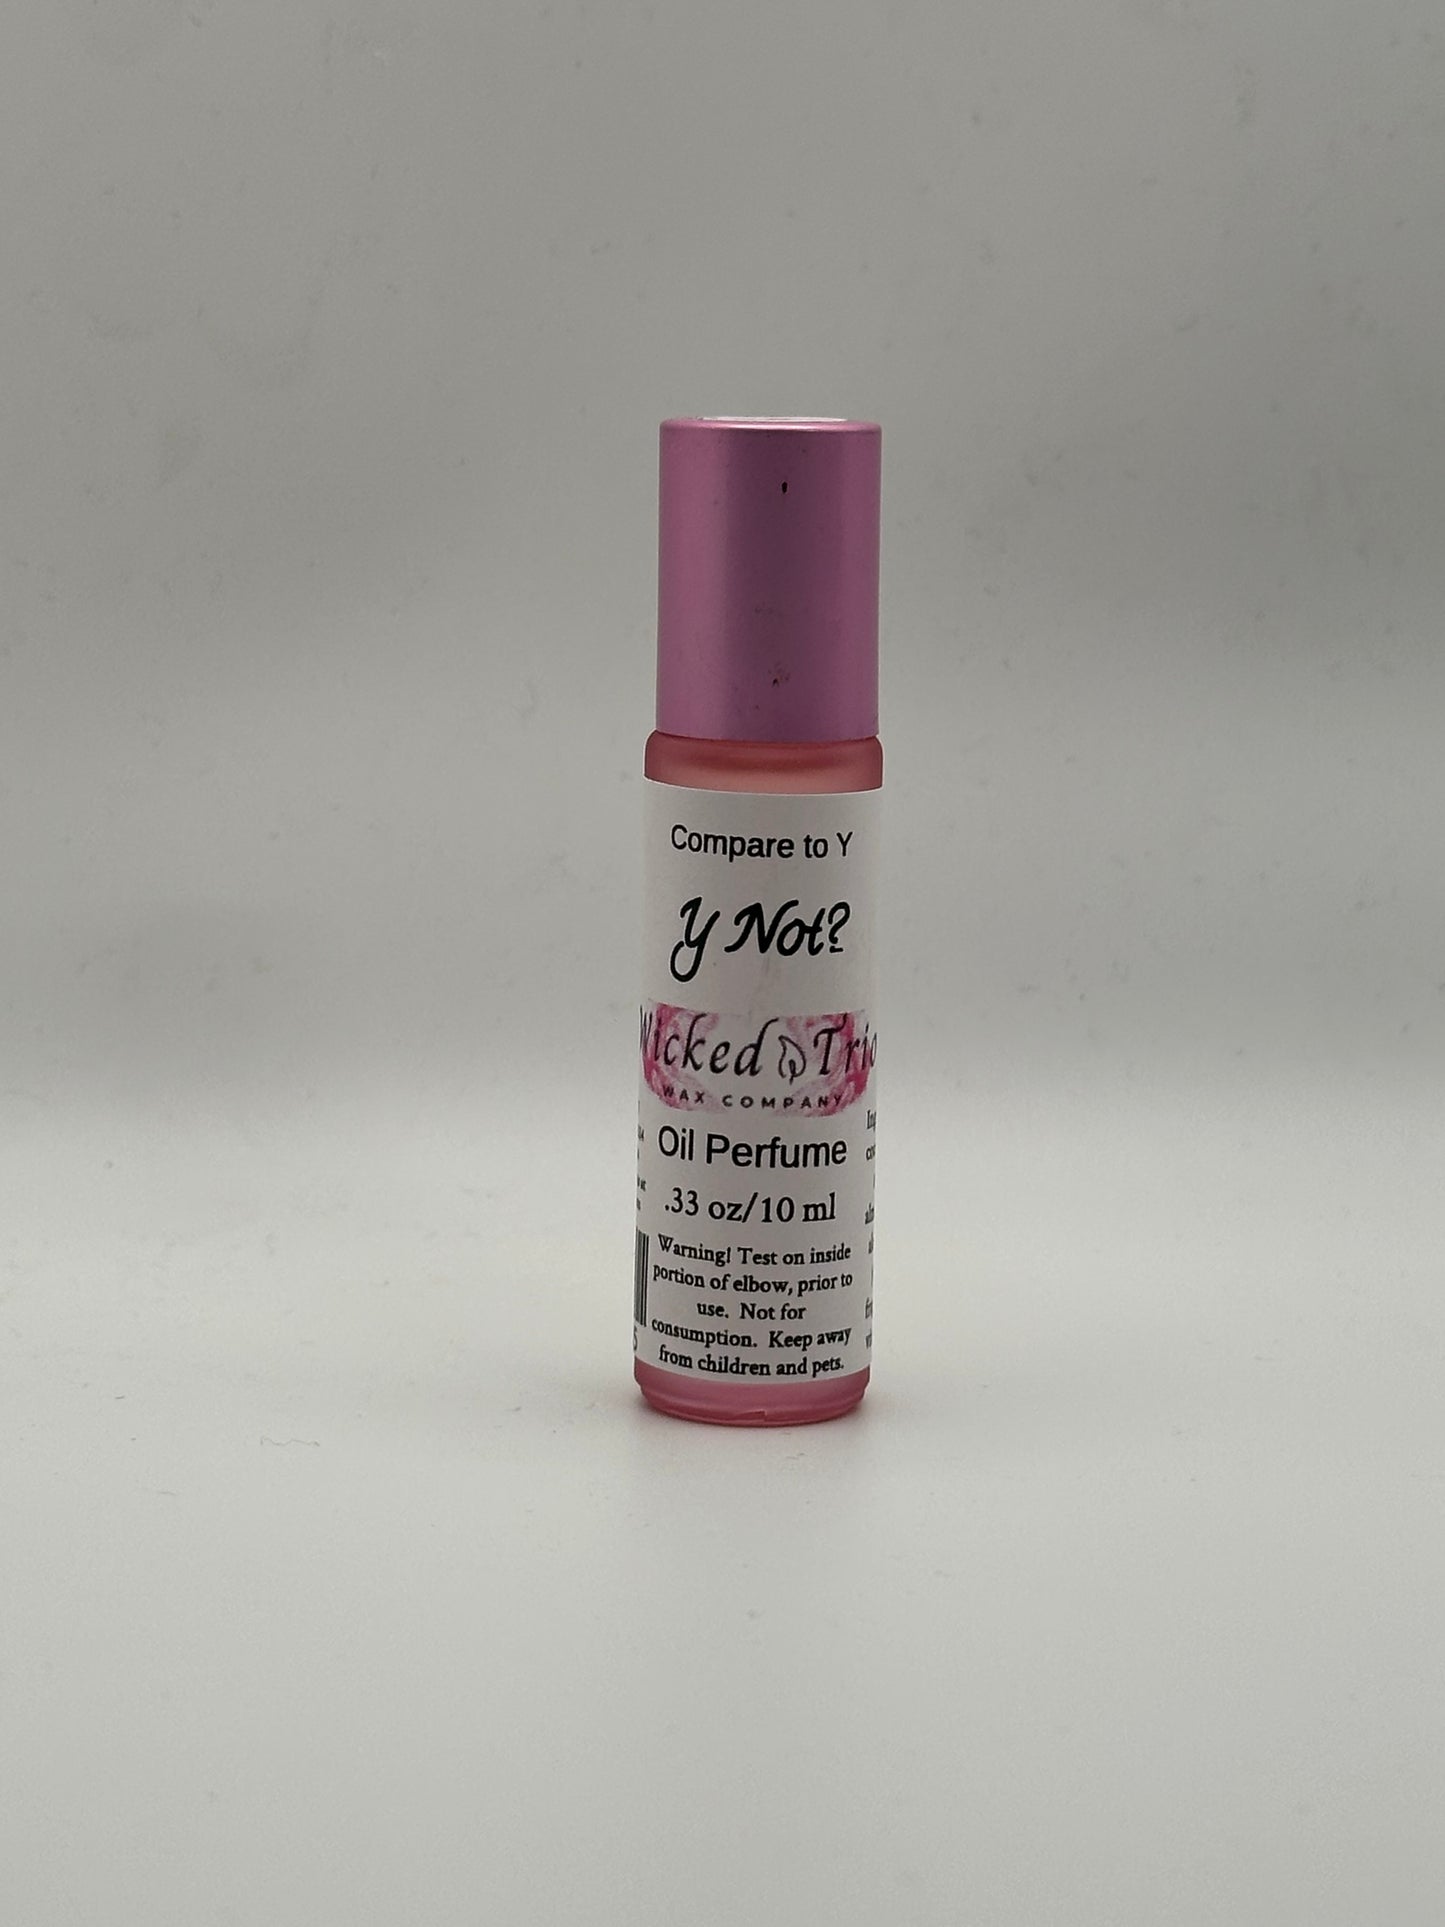 Compare to Y
Y Not?
Wicked Trio
WAX COMPANY
Oil Perfume
.33 oz/10 ml
Warning! Test on inside
portion of elbow, prior to
use. Not for
consumption. Keep away
from children and pets.